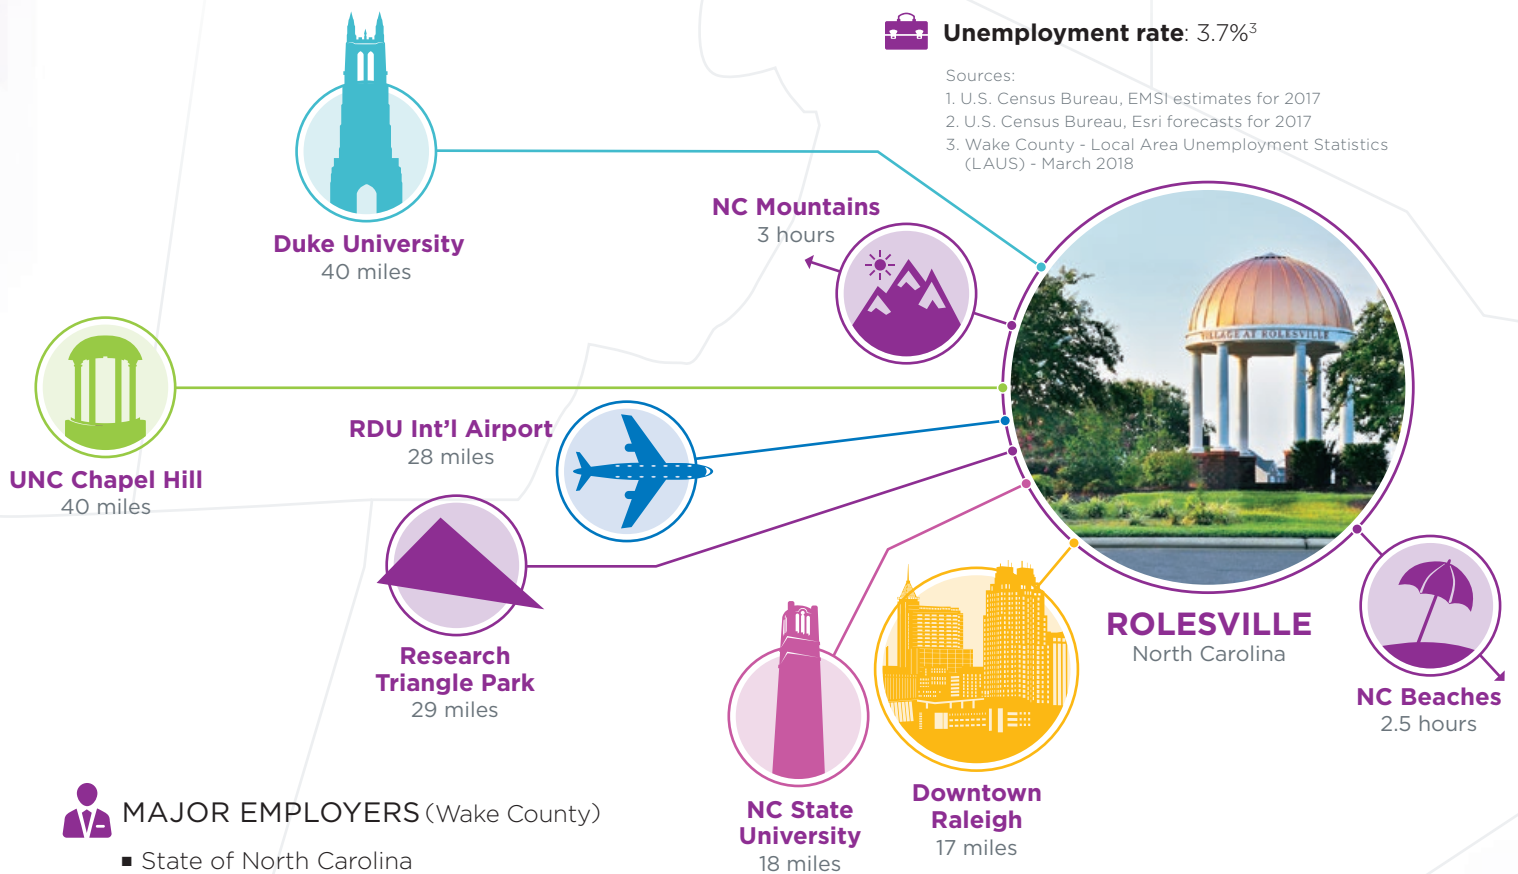 Unemployment rate: 3.7%3
Sources:
1. U.S. Census Bureau, EMSI estimates for 2017
2. U.S. Census Bureau, Esri forecasts for 2017
3. Wake County - Local Area Unemployment Statistics
(LAUS) - March 2018
Duke University
40 miles
NC Mountains
3 hours
VILLAGE AT ROLESVILLE
RDU Int'l Airport
28 miles
UNC Chapel Hill
40 miles
Research
Triangle Park
29 miles
ROLESVILLE
North Carolina
NC Beaches
2.5 hours
NC State
University
18 miles
Downtown
Raleigh
17 miles
MAJOR EMPLOYERS (Wake County)
▪ State of North Carolina